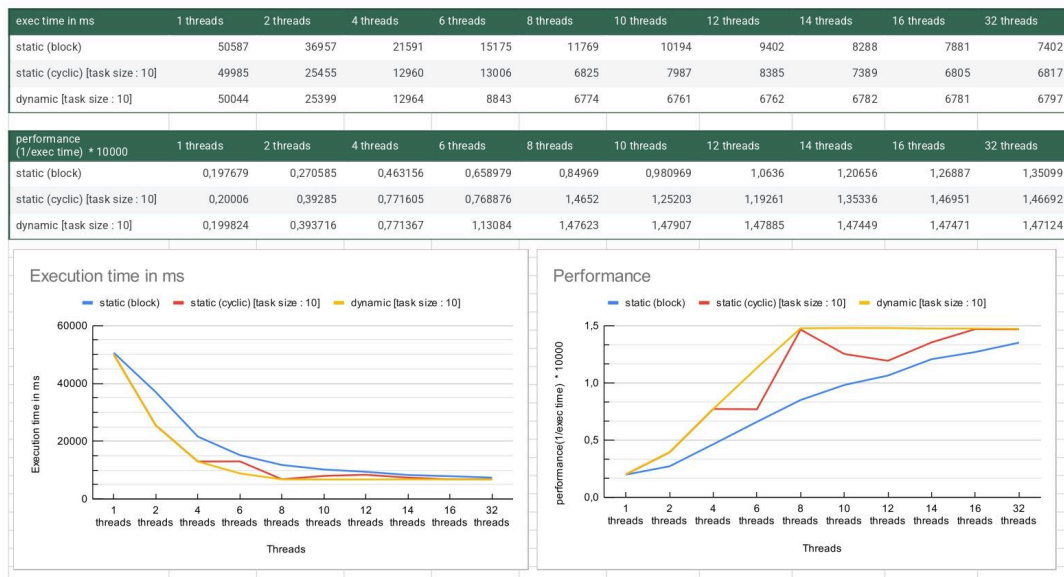 exec time in ms 1 threads 2 threads 4 threads 6 threads 8 threads 10 threads 12 threads 14 threads 16 threads 32 threads
static (block) 50587 36957 21591 15175 11769 10194 9402 8288 7881 7402
static (cyclic) [task size : 10] 49985 25455 12960 13006 6825 7987 8385 7389 6805 6817
dynamic [task size : 10] 50044 25399 12964 8843 6774 6761 6762 6782 6781 6797
performance
(1/exec time) * 10000 1 threads 2 threads 4 threads 6 threads 8 threads 10 threads 12 threads 14 threads 16 threads 32 threads
static (block) 0,197679 0,270585 0,463156 0,658979 0,84969 0,980969 1,0636 1,20656 1,26887 1,35099
static (cyclic) [task size : 10] 0,20006 0,39285 0,771605 0,768876 1,4652 1,25203 1,19261 1,35336 1,46951 1,46692
dynamic [task size : 10] 0,199824 0,393716 0,771367 1,13084 1,47623 1,47907 1,47885 1,47449 1,47471 1,47124
Execution time in ms
static (block) static (cyclic) [task size : 10] dynamic [task size : 10]
60000
40000
20000
0
Execution time in ms
1 2 4 6 8 10 12 14 16 32
threads threads threads threads threads threads threads threads threads threads
Threads
Performance
static (block) static (cyclic) [task size : 10] dynamic [task size : 10]
1,5
1,0
0,5
0,0
performance(1/exec time) * 10000
1 2 4 6 8 10 12 14 16 32
threads threads threads threads threads threads threads threads threads threads
Threads